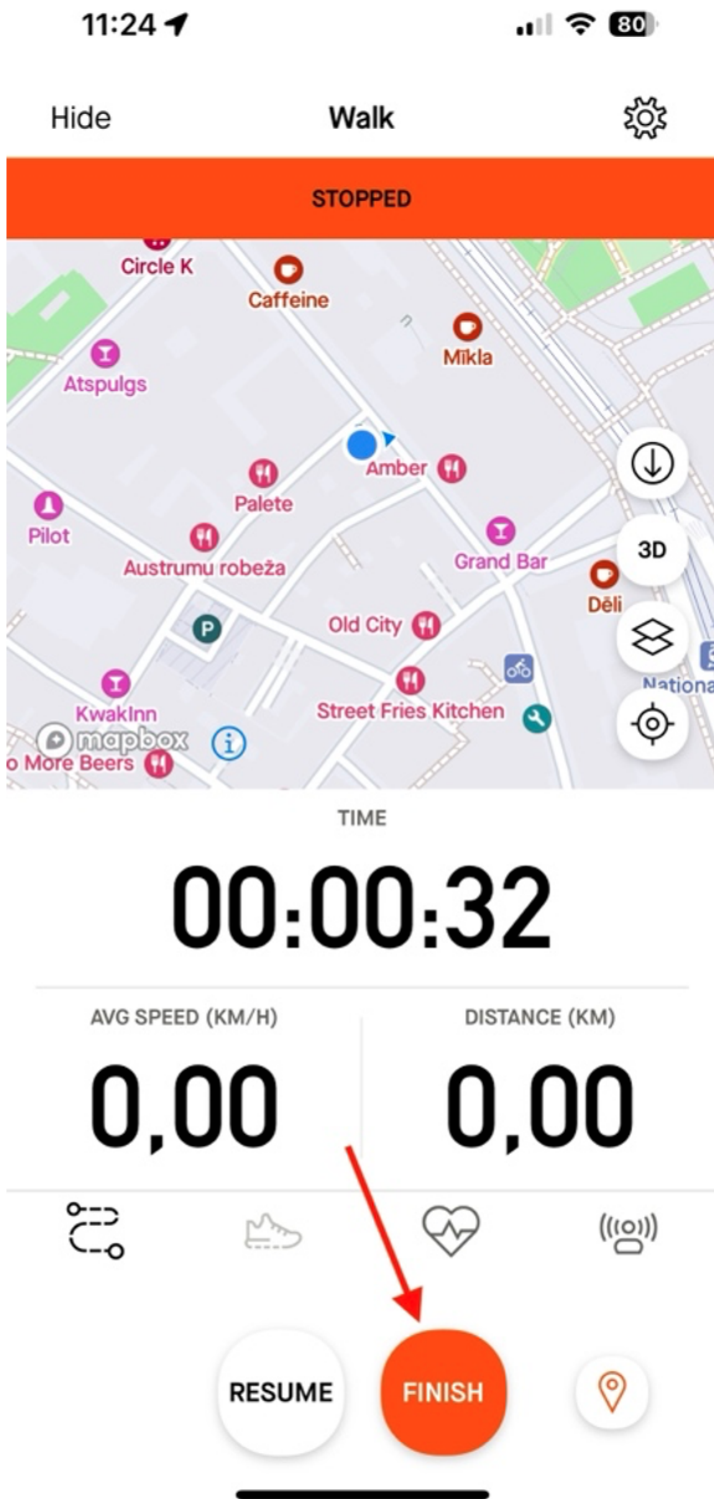 11:24
80
Hide
Walk
STOPPED
Circle K
Caffeine
Mīkla
Atspulgs
Amber
Palete
Pilot
3D
Grand Bar
Austrumu robeža
Dēli
Old City
P
Nationa
KwakInn
Street Fries Kitchen
mapbox
i
o More Beers
TIME
00:00:32
AVG SPEED (KM/H)
DISTANCE (KM)
0,00
0,00
RESUME
FINISH